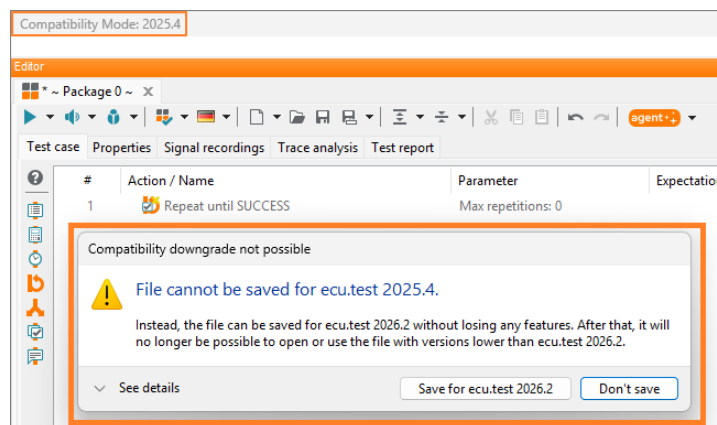 Compatibility Mode: 2025.4
Editor
* ~ Package 0 ~ X
agent
Test case Properties Signal recordings Trace analysis Test report
# Action / Name Parameter Expectatio
1 Repeat until SUCCESS Max repetitions: 0
Compatibility downgrade not possible
File cannot be saved for ecu.test 2025.4.
Instead, the file can be saved for ecu.test 2026.2 without losing any features. After that, it will
no longer be possible to open or use the file with versions lower than ecu.test 2026.2.
See details Save for ecu.test 2026.2 Don't save